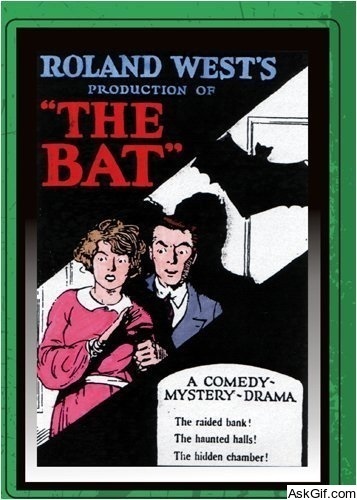 ROLAND WEST'S
PRODUCTION OF
"THE
BAT"
A COMEDY-
MYSTERY-DRAMA
The raided bank!
The haunted halls!
The hidden chamber!
AskGif.com